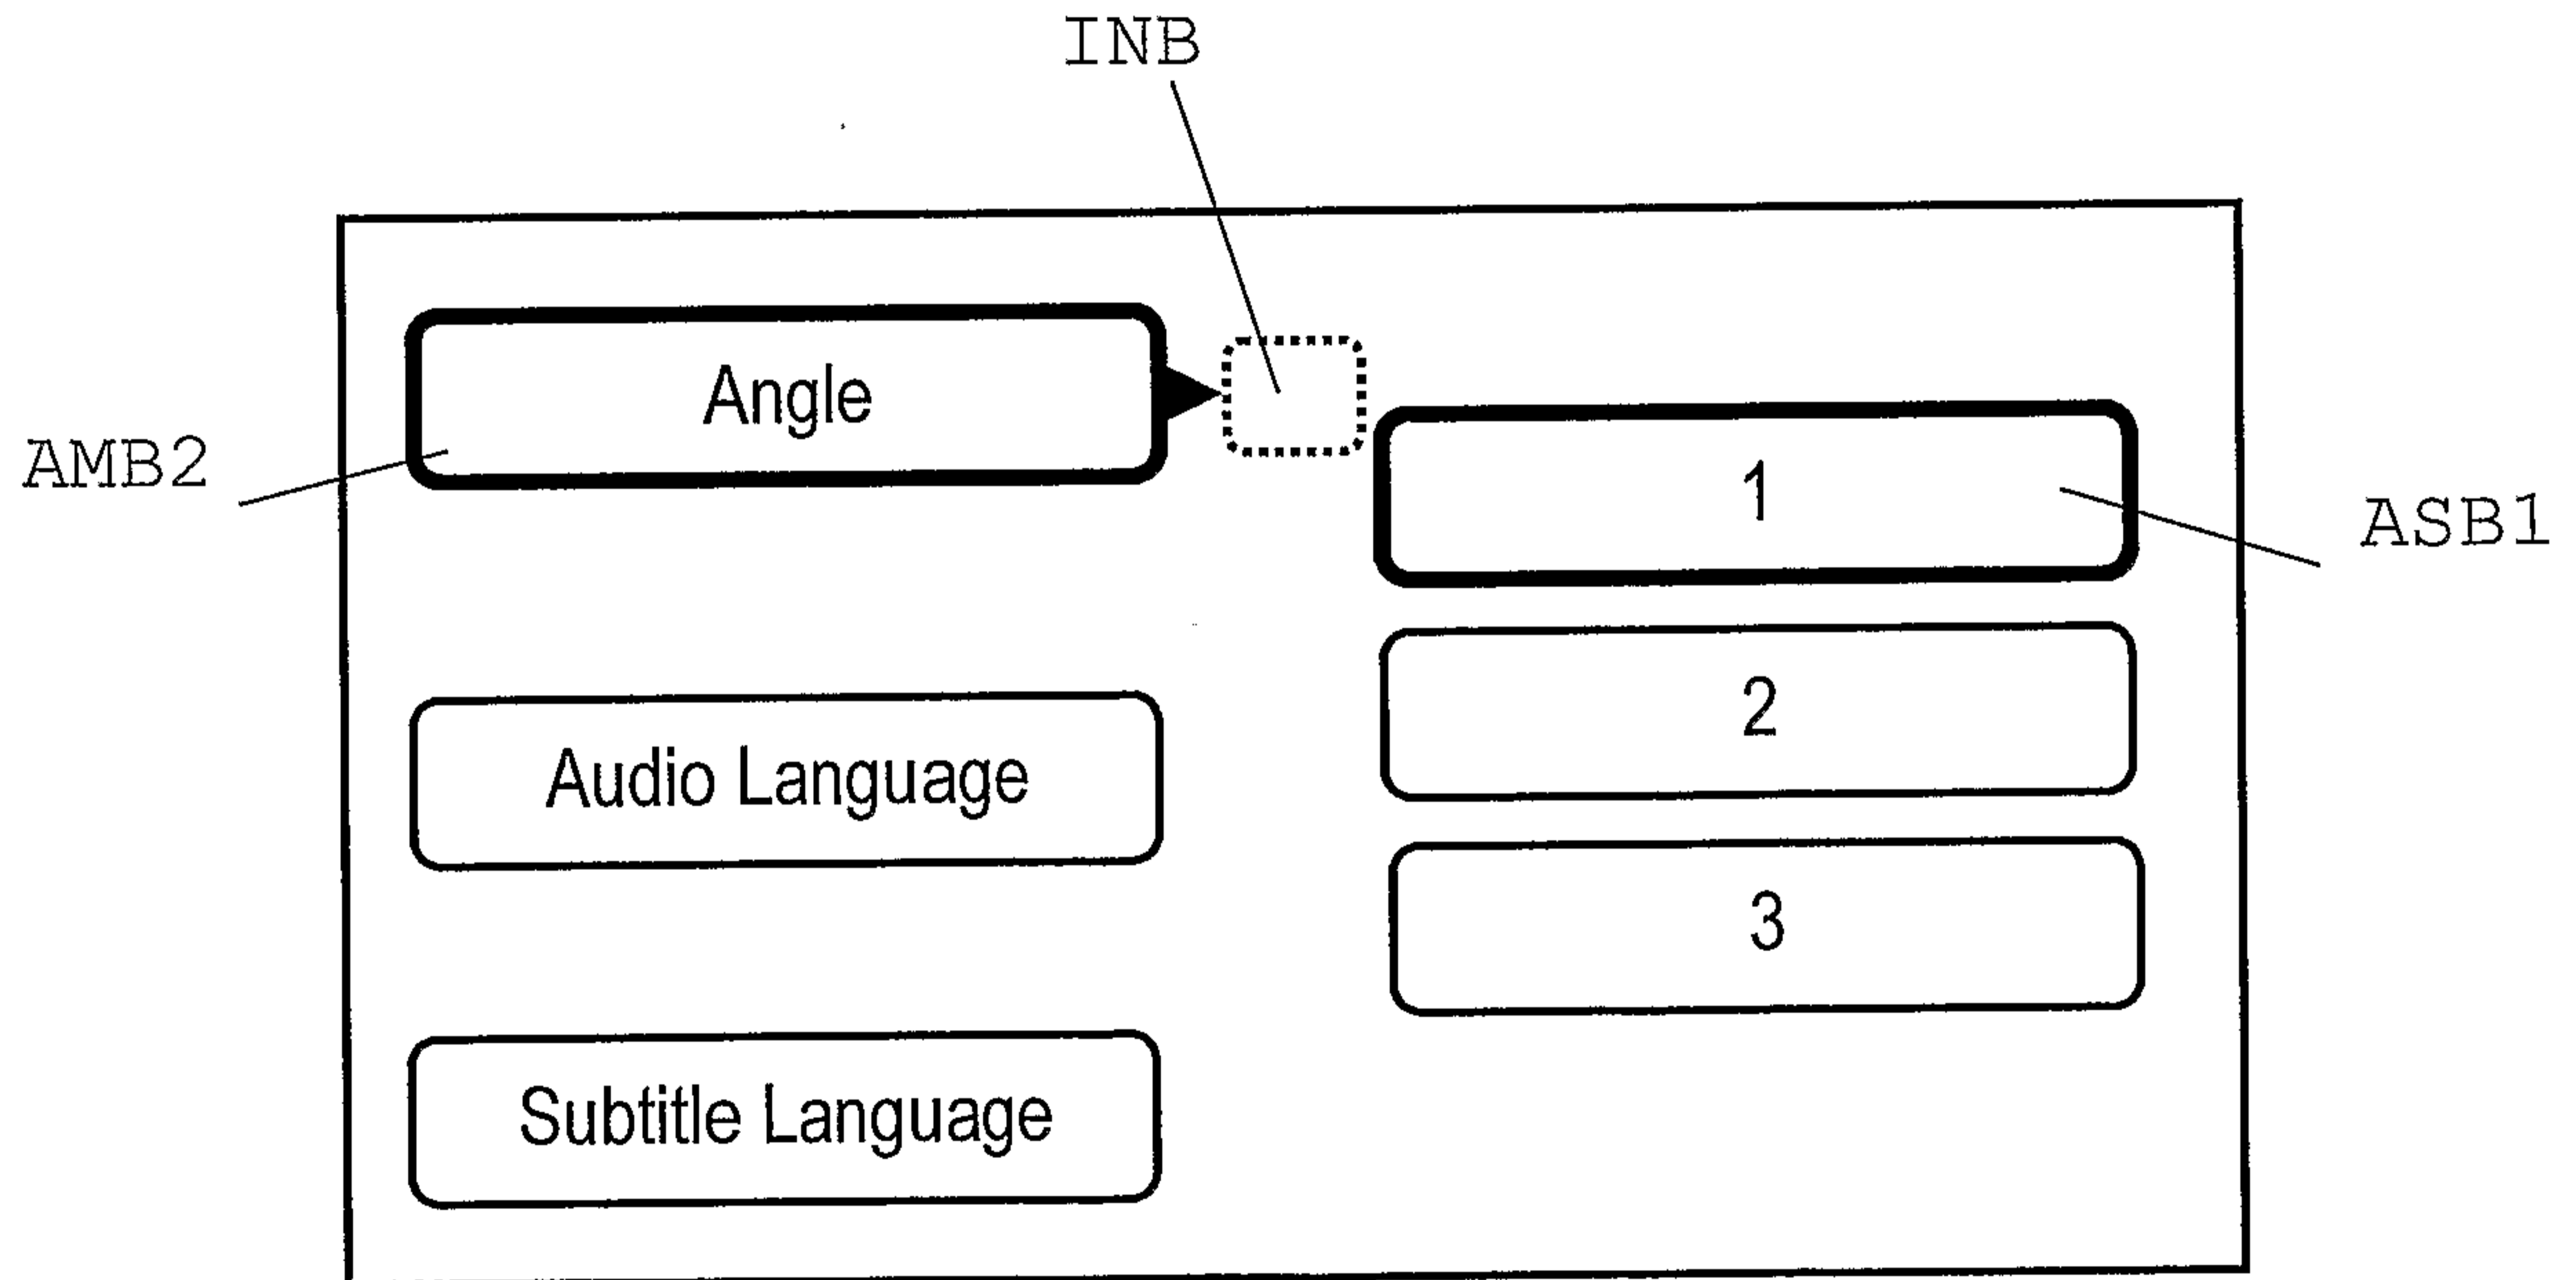 INB
Angle
AMB2
1
ASB1
2
Audio Language
3
Subtitle Language